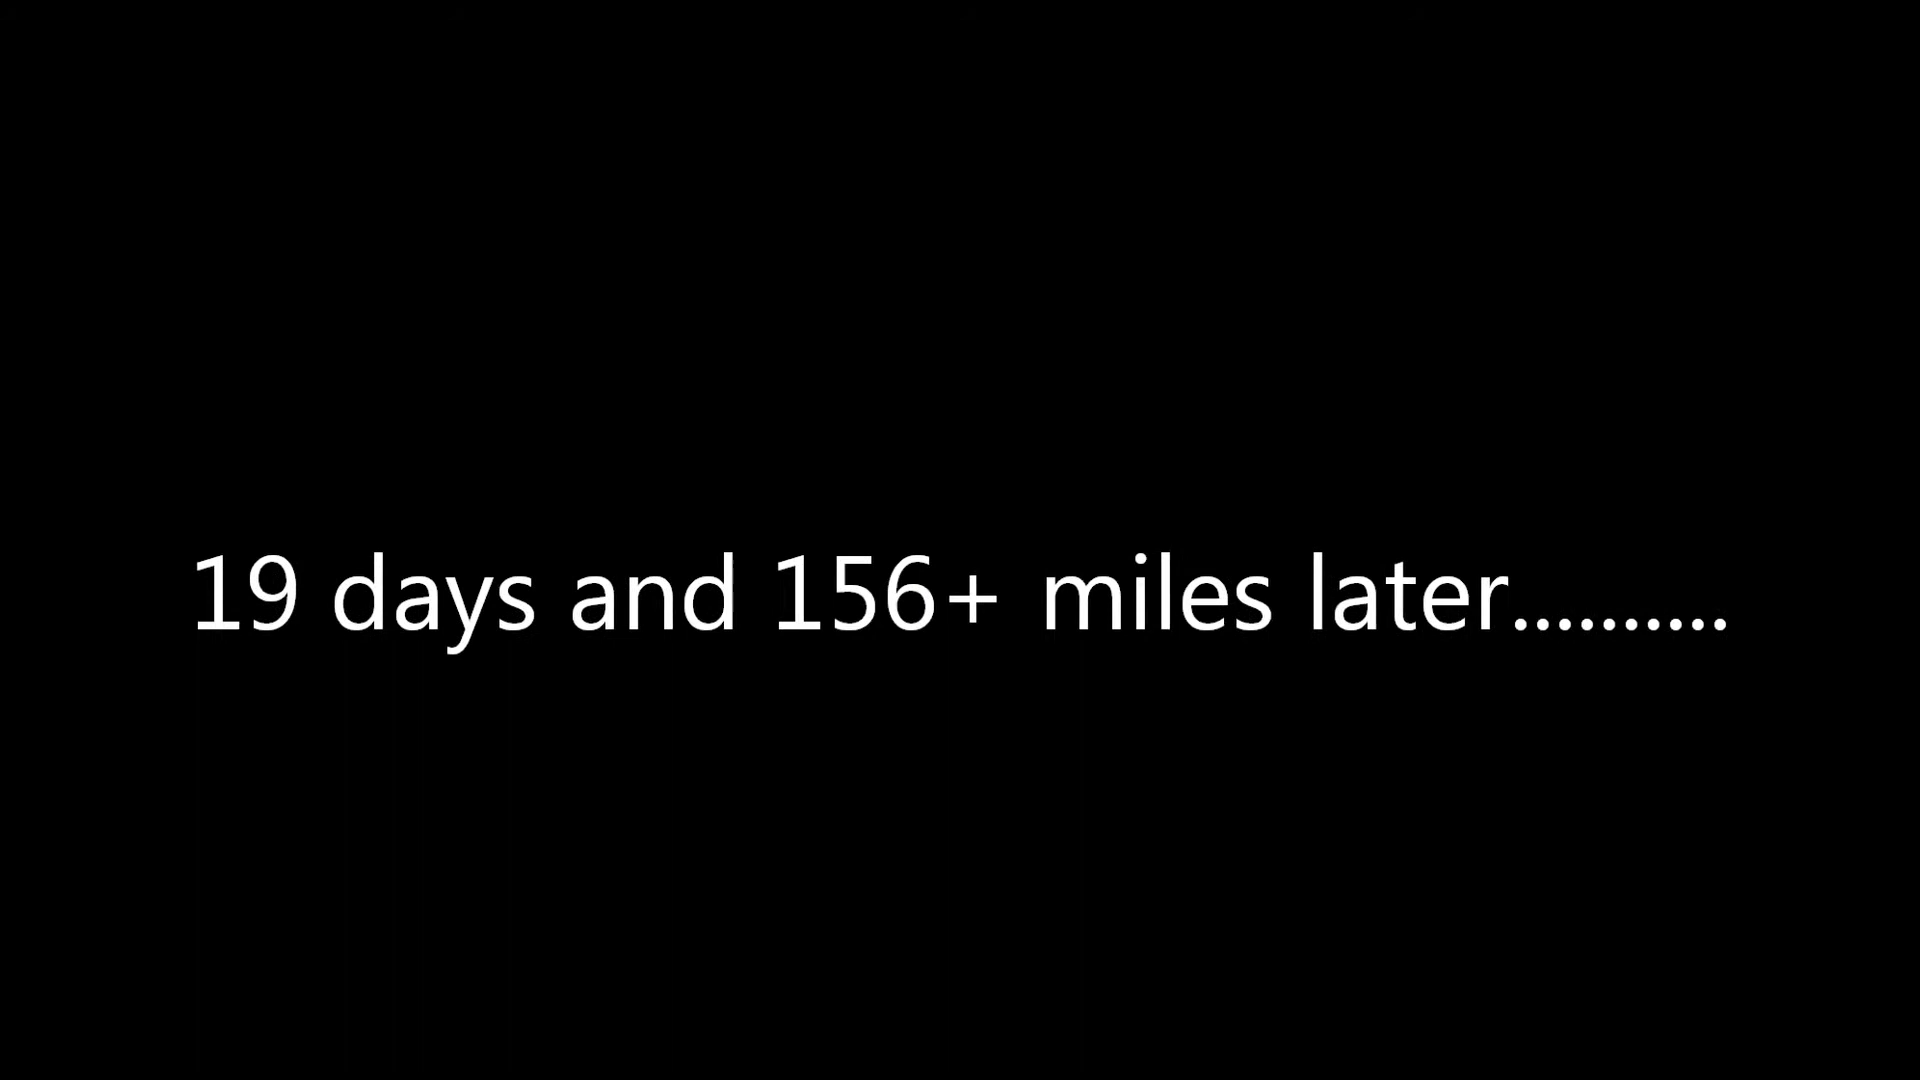 19 days and 156+ miles later..........